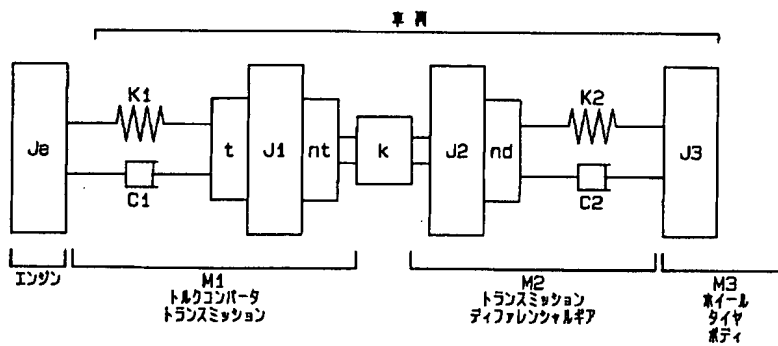 車両
K1
K2
Je
t
J1
nt
k
J2
nd
J3
C1
C2
エンジン
M1
トルクコンバータ
トランスミッション
M2
トランスミッション
ディファレンシャルギア
M3
ホイール
タイヤ
ボディ